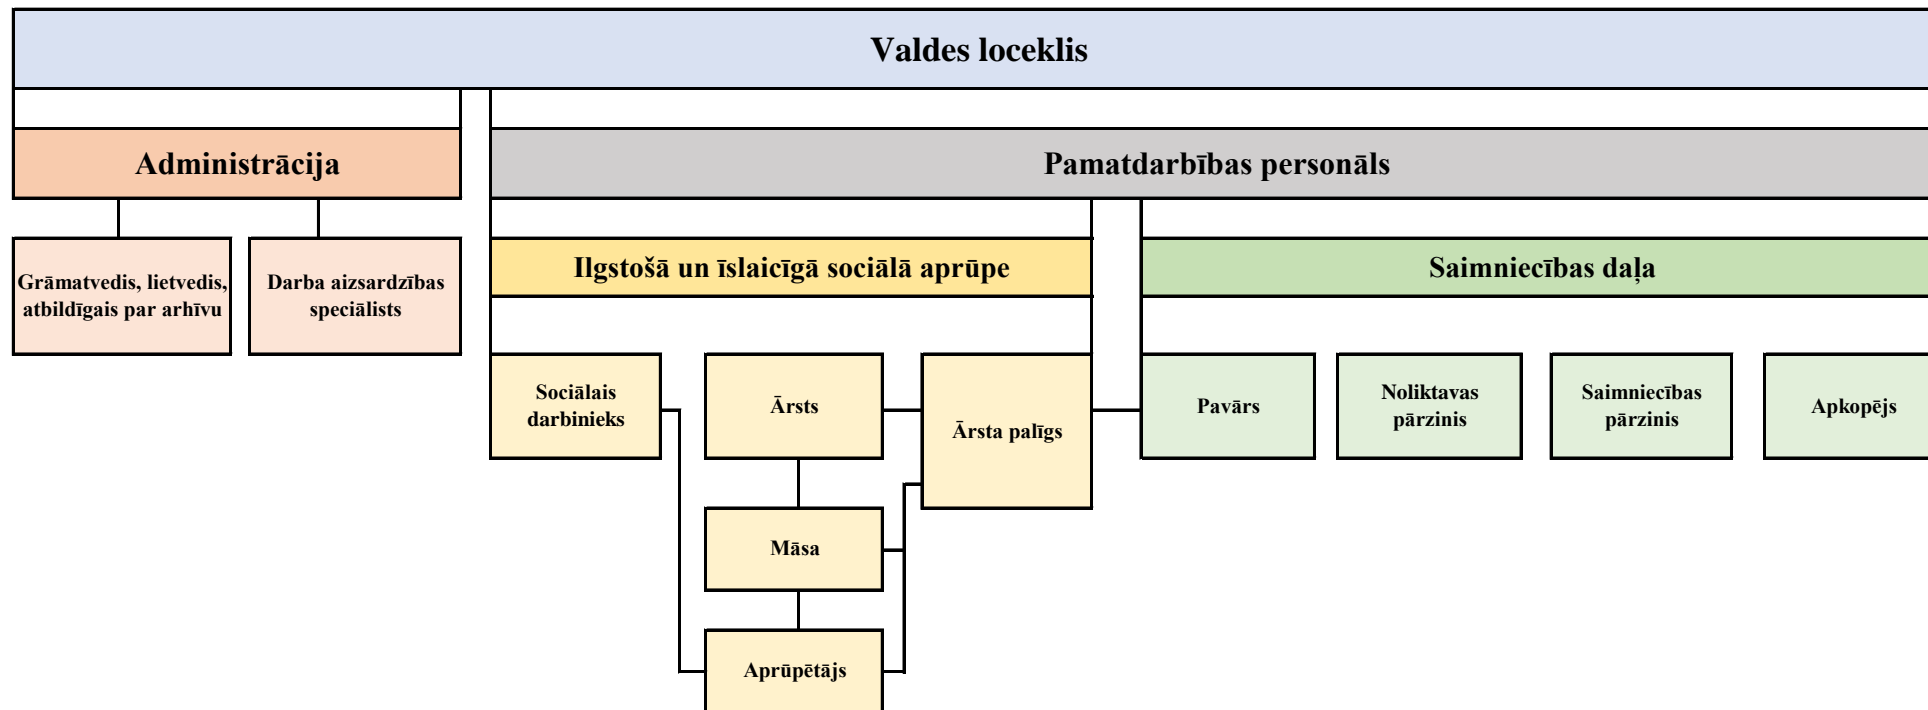 Valdes loceklis
Administrācija
Pamatdarbības personāls
Grāmatvedis, lietvedis,
atbildīgais par arhīvu
Darba aizsardzības
speciālists
Ilgstošā un īslaicīgā sociālā aprūpe
Saimniecības daļa
Sociālais
darbinieks
Ārsts
Ārsta palīgs
Pavārs
Noliktavas
pārzinis
Saimniecības
pārzinis
Apkopējs
Māsa
Aprūpētājs